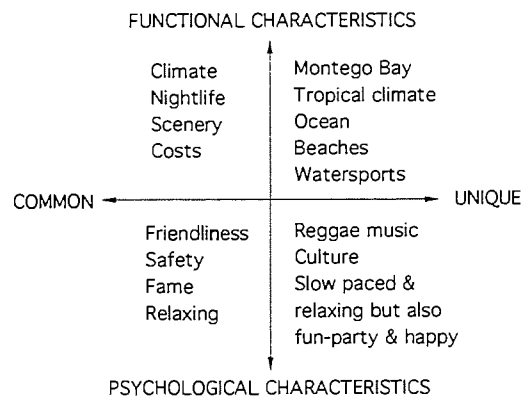 FUNCTIONAL CHARACTERISTICS
Climate
Nightlife
Scenery
Costs
Montego Bay
Tropical climate
Ocean
Beaches
Watersports
COMMON
UNIQUE
Friendliness
Safety
Fame
Relaxing
Reggae music
Culture
Slow paced &
relaxing but also
fun-party & happy
PSYCHOLOGICAL CHARACTERISTICS